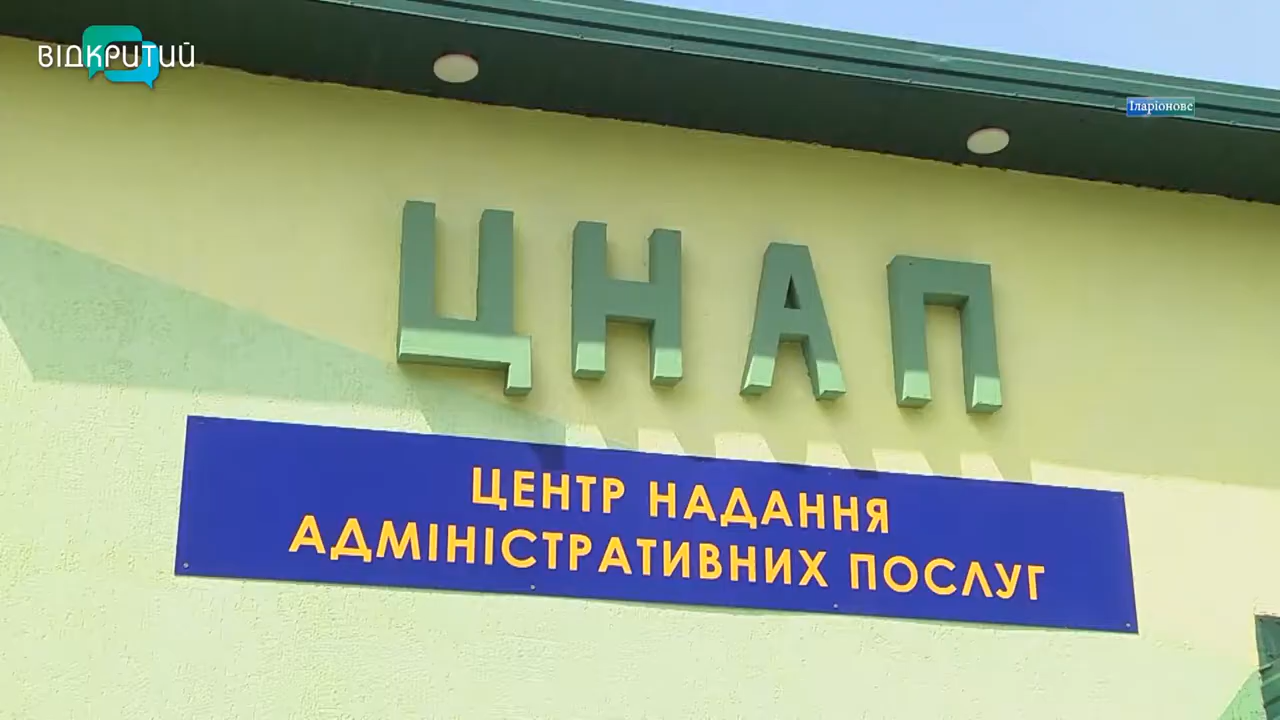 ВІДКРИТИЙ
Іларіонове
ЦНАП
ЦЕНТР НАДАННЯ
АДМІНІСТРАТИВНИХ ПОСЛУГ